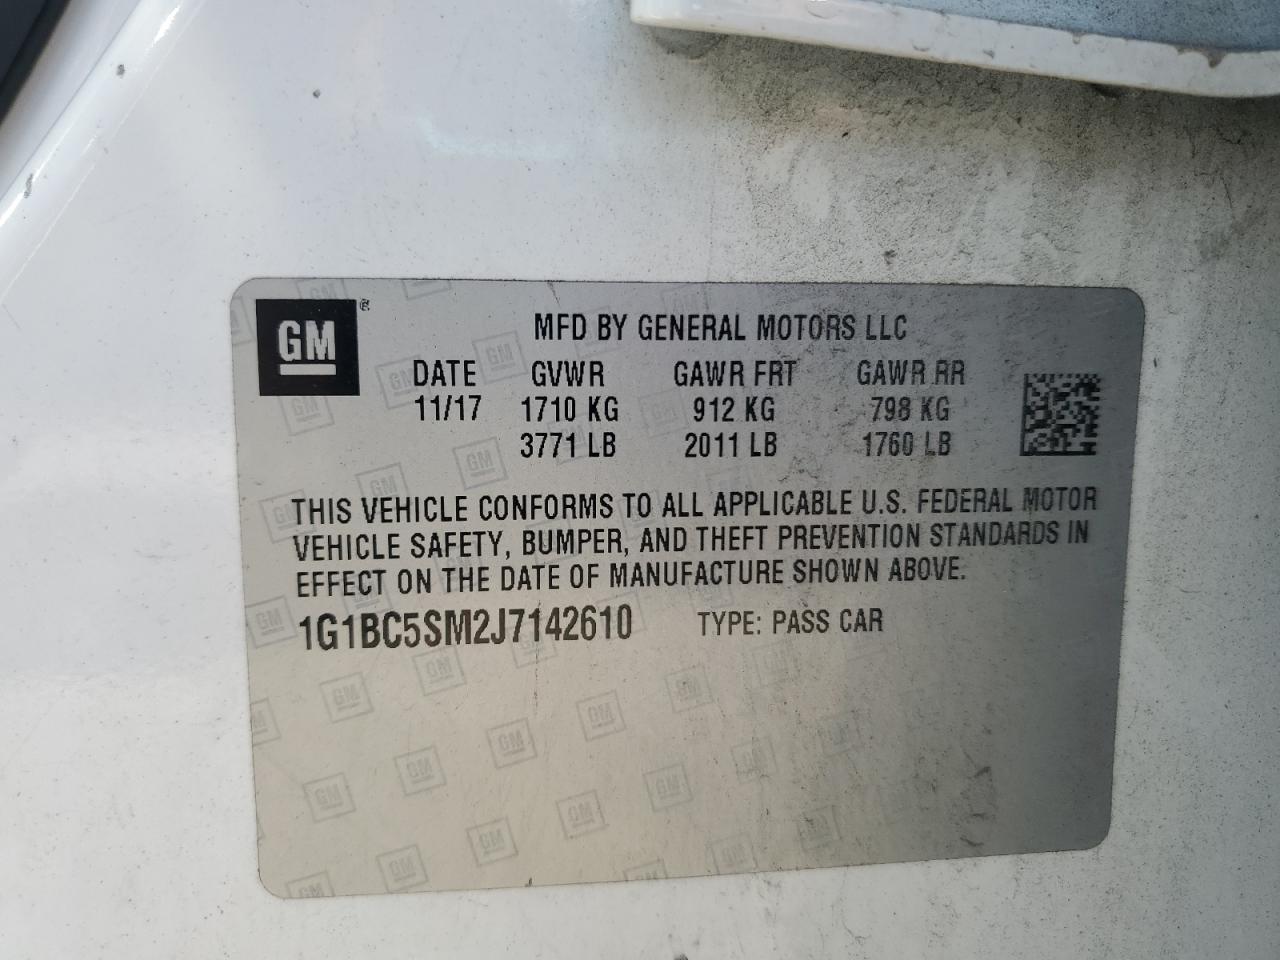 GM®
MFD BY GENERAL MOTORS LLC
DATE GVWR GAWR FRT GAWR RR
11/17 1710 KG 912 KG 798 KG
3771 LB 2011 LB 1760 LB
THIS VEHICLE CONFORMS TO ALL APPLICABLE U.S. FEDERAL MOTOR
VEHICLE SAFETY, BUMPER, AND THEFT PREVENTION STANDARDS IN
EFFECT ON THE DATE OF MANUFACTURE SHOWN ABOVE.
1G1BC5SM2J7142610 TYPE: PASS CAR